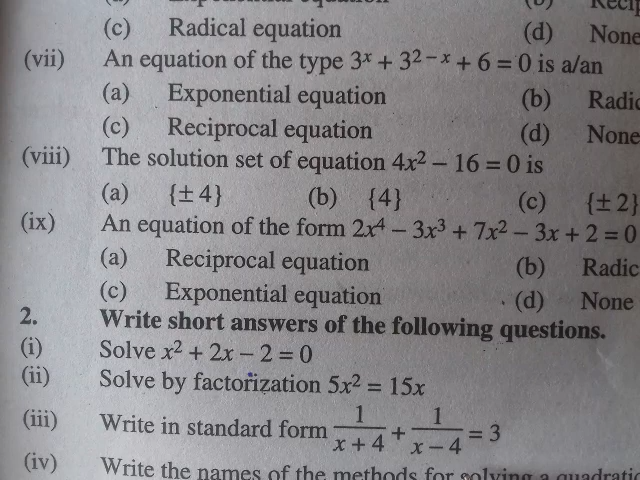 (c) Radical equation (d) None
(vii) An equation of the type 3ˣ + 3²⁻ˣ + 6 = 0 is a/an
(a) Exponential equation (b) Radic
(c) Reciprocal equation (d) None
(viii) The solution set of equation 4x² – 16 = 0 is
(a) {± 4} (b) {4} (c) {± 2}
(ix) An equation of the form 2x⁴ – 3x³ + 7x² – 3x + 2 = 0
(a) Reciprocal equation (b) Radic
(c) Exponential equation (d) None
2. Write short answers of the following questions.
(i) Solve x² + 2x – 2 = 0
(ii) Solve by factorization 5x² = 15x
(iii) Write in standard form 1/(x + 4) + 1/(x – 4) = 3
(iv) Write the names of the methods for solving a quadratic